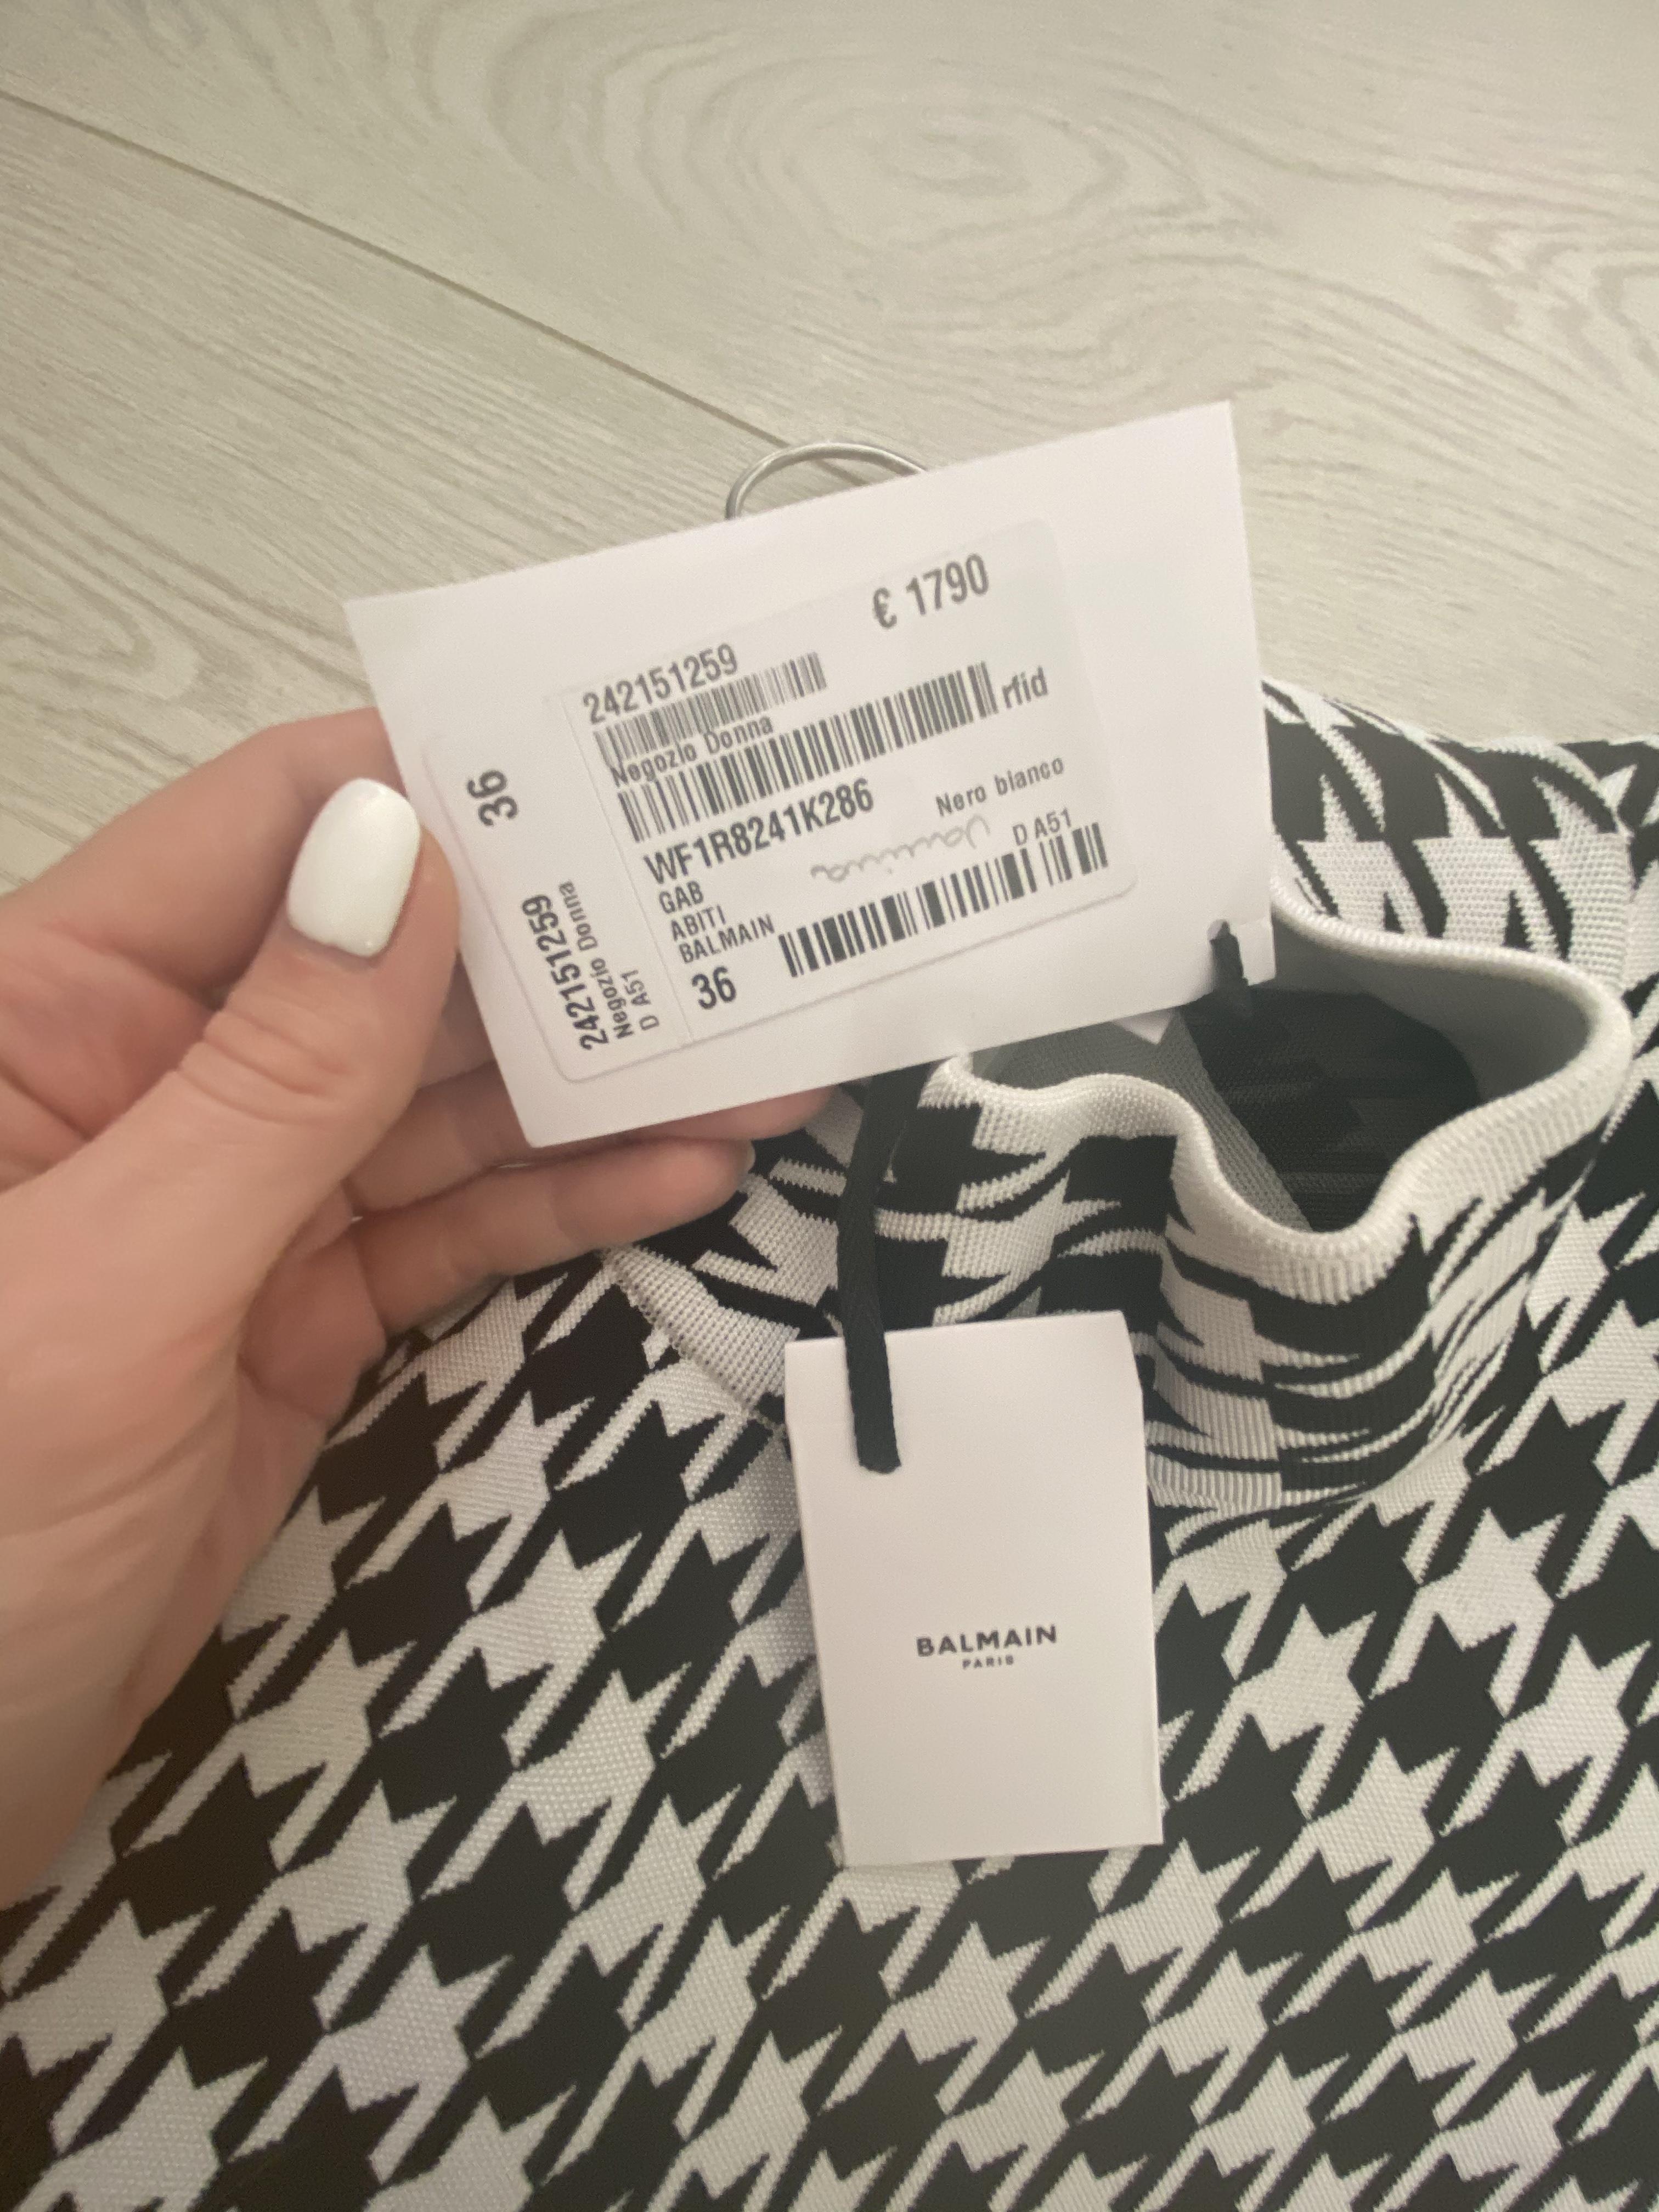 € 1790
242151259
Negozio Donna
rfid
WF1R8241K286
Nero bianco
GAB
D A51
ABITI
BALMAIN
36
36
242151259
Negozio Donna
D A51
BALMAIN
PARIS